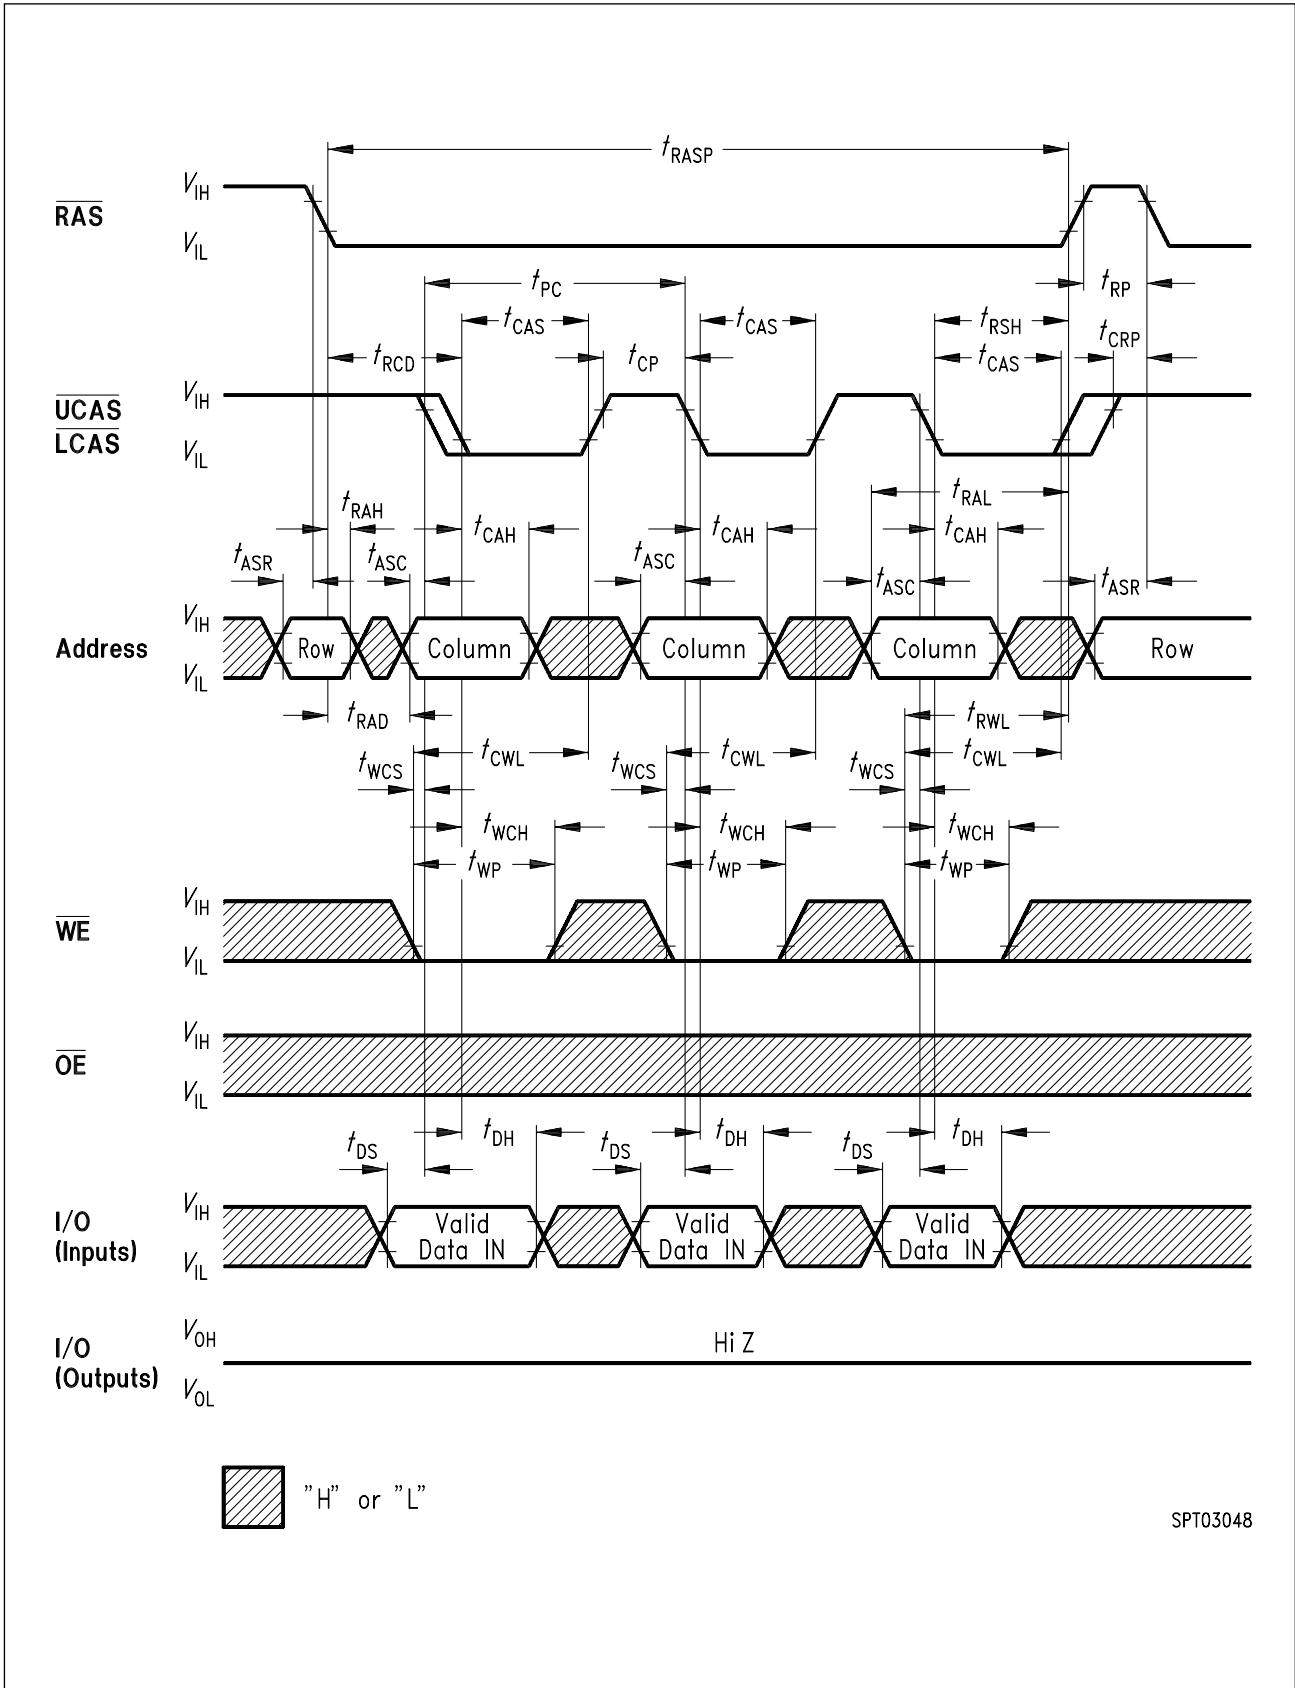 tRASP
VIH
RAS
VIL
tPC
tRP
tCAS
tCAS
tRSH
tCRP
tRCD
tCP
tCAS
VIH
UCAS
LCAS
VIL
tRAL
tRAH
tCAH
tCAH
tCAH
tASR
tASC
tASC
tASC
tASR
VIH
Address
Row
Column
Column
Column
Row
VIL
tRAD
tRWL
tCWL
tCWL
tCWL
tWCS
tWCS
tWCS
tWCH
tWCH
tWCH
tWP
tWP
tWP
VIH
WE
VIL
VIH
OE
VIL
tDH
tDH
tDH
tDS
tDS
tDS
VIH
I/O
(Inputs)
Valid
Data IN
Valid
Data IN
Valid
Data IN
VIL
VOH
I/O
(Outputs)
Hi Z
VOL
"H" or "L"
SPT03048